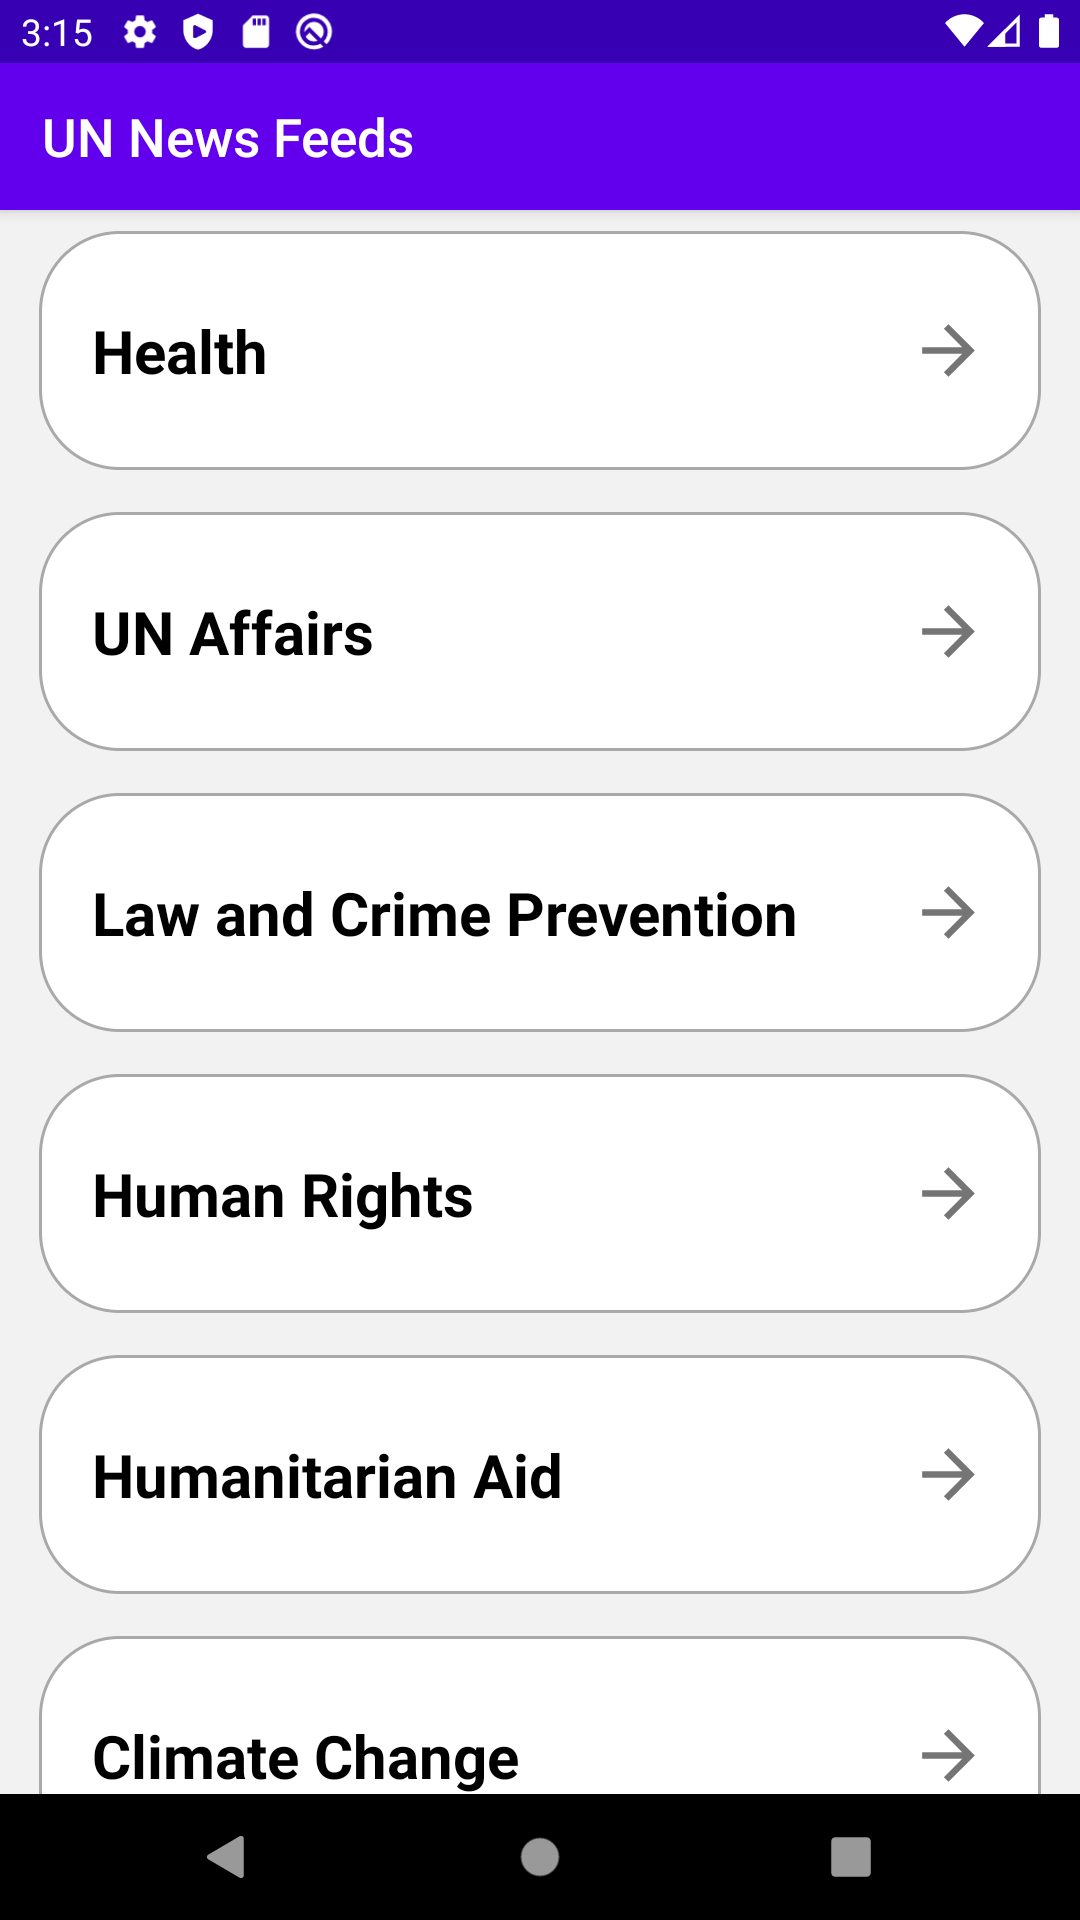 3:15
UN News Feeds
Health
UN Affairs
Law and Crime Prevention
Human Rights
Humanitarian Aid
Climate Change